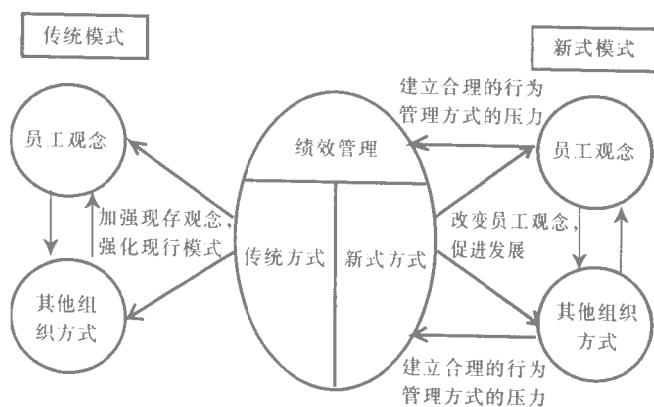 传统模式
新式模式
建立合理的行为
管理方式的压力
员工观念
绩效管理
员工观念
加强现存观念，
强化现行模式
传统方式
新式方式
改变员工观念，
促进发展
其他组
织方式
其他组织
方式
建立合理的行为
管理方式的压力